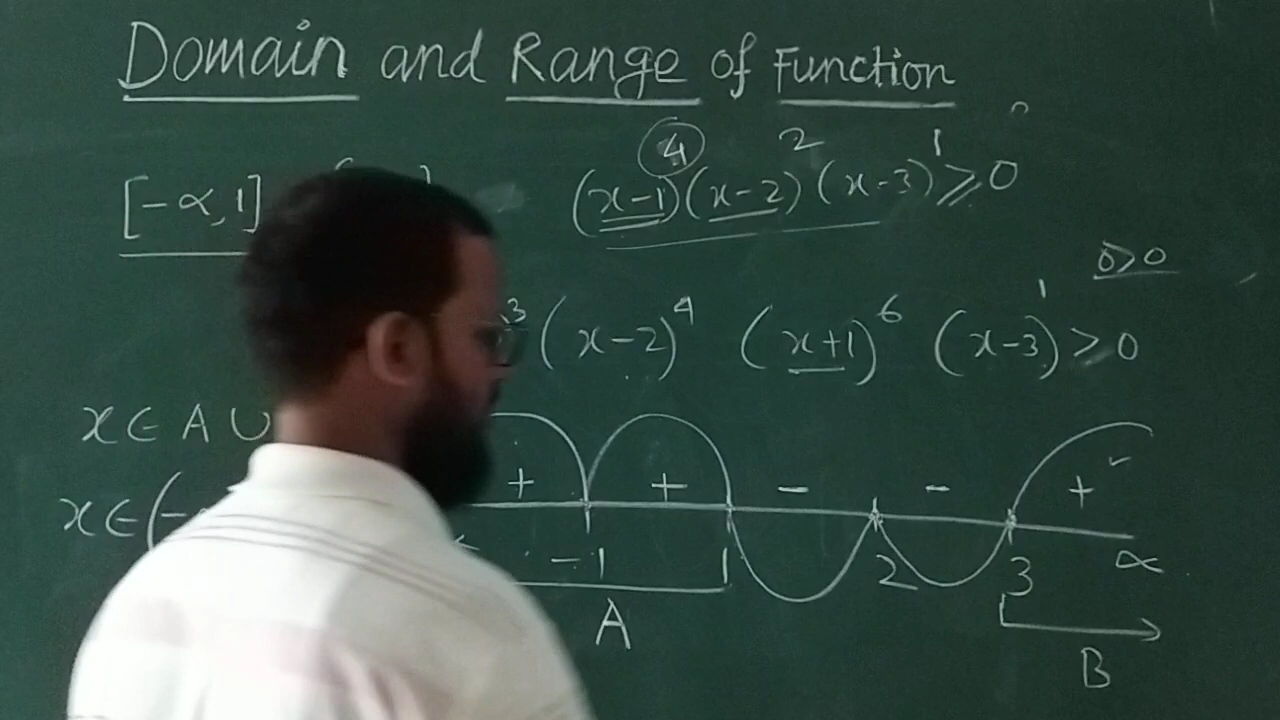 Domain and Range of Function
[-∝,1]
(x-1)⁴(x-2)²(x-3)¹≥0
0>0
³(x-2)⁴ (x+1)⁶ (x-3)¹>0
x∈ A ∪
+ + - - +
x∈(-
-1 1 2 3 ∝
A
B